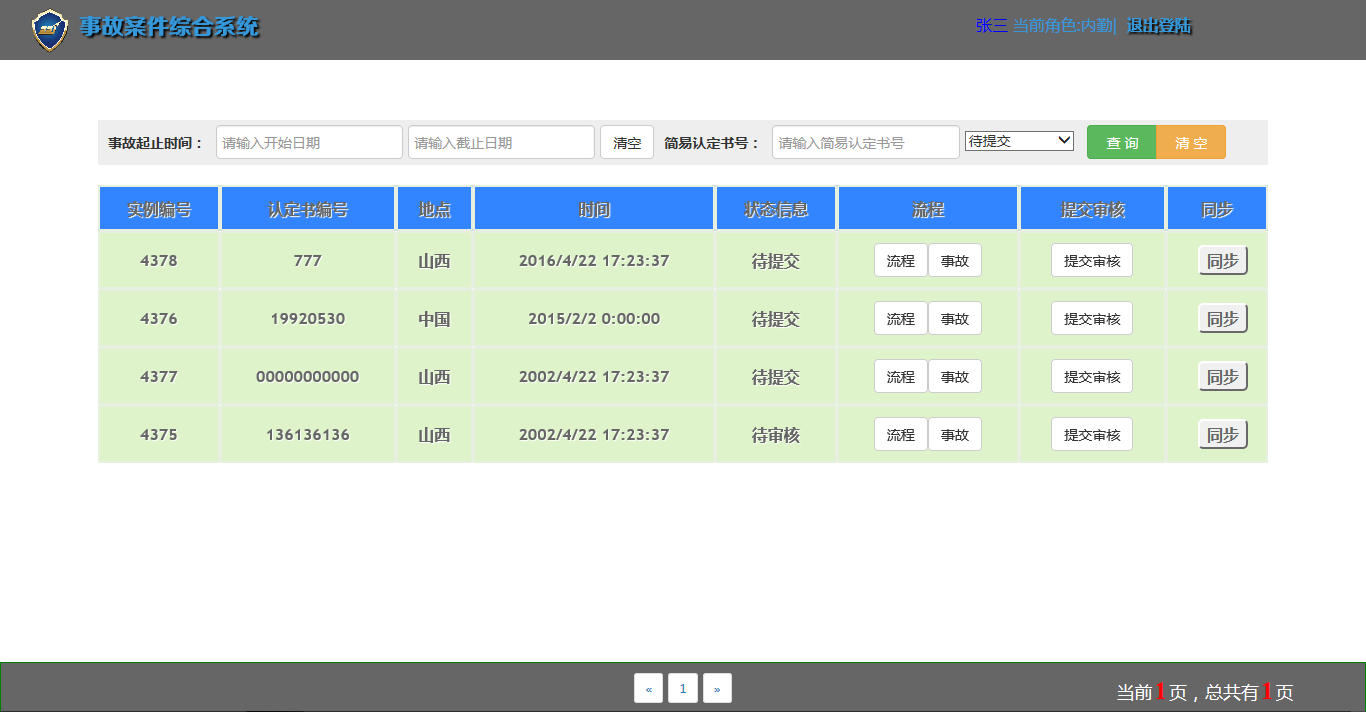 事故案件综合系统 张三 当前角色:内勤| 退出登陆
事故起止时间： 请输入开始日期 请输入截止日期 清空 简易认定书号： 请输入简易认定书号 待提交 查 询 清 空
实例编号 认定书编号 地点 时间 状态信息 流程 提交审核 同步
4378 777 山西 2016/4/22 17:23:37 待提交 流程 事故 提交审核 同步
4376 19920530 中国 2015/2/2 0:00:00 待提交 流程 事故 提交审核 同步
4377 00000000000 山西 2002/4/22 17:23:37 待提交 流程 事故 提交审核 同步
4375 136136136 山西 2002/4/22 17:23:37 待审核 流程 事故 提交审核 同步
« 1 » 当前1页，总共有1页